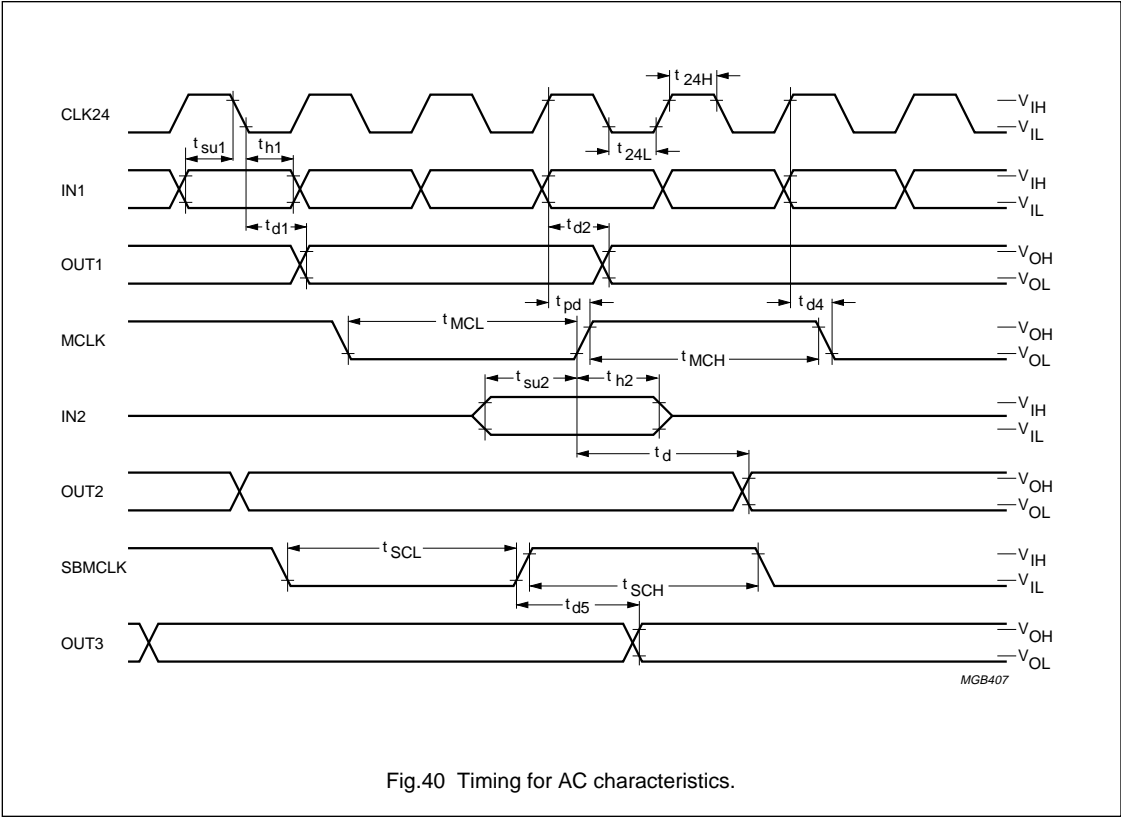 t24H
CLK24
VIH
VIL
tsu1
th1
t24L
IN1
VIH
VIL
td1
td2
OUT1
VOH
VOL
tpd
td4
tMCL
MCLK
VOH
VOL
tMCH
tsu2
th2
IN2
VIH
VIL
td
OUT2
VOH
VOL
tSCL
SBMCLK
VIH
VIL
tSCH
td5
OUT3
VOH
VOL
MGB407
Fig.40 Timing for AC characteristics.